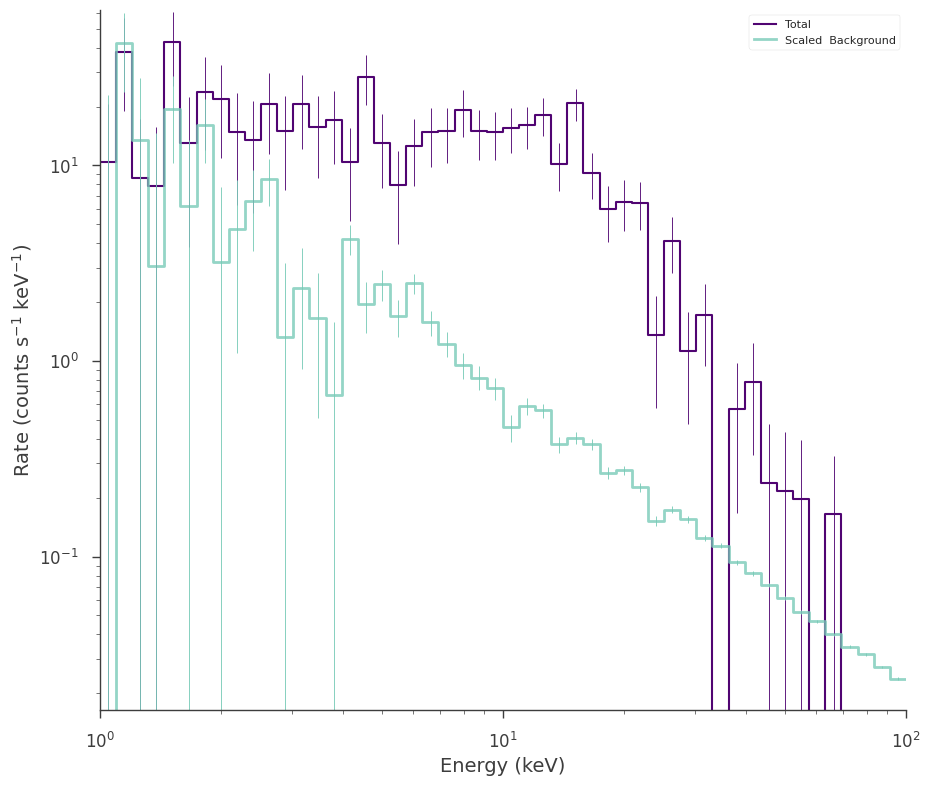 Total
Scaled  Background
10¹
10⁰
10⁻¹
Rate (counts s⁻¹ keV⁻¹)
10⁰
10¹
10²
Energy (keV)